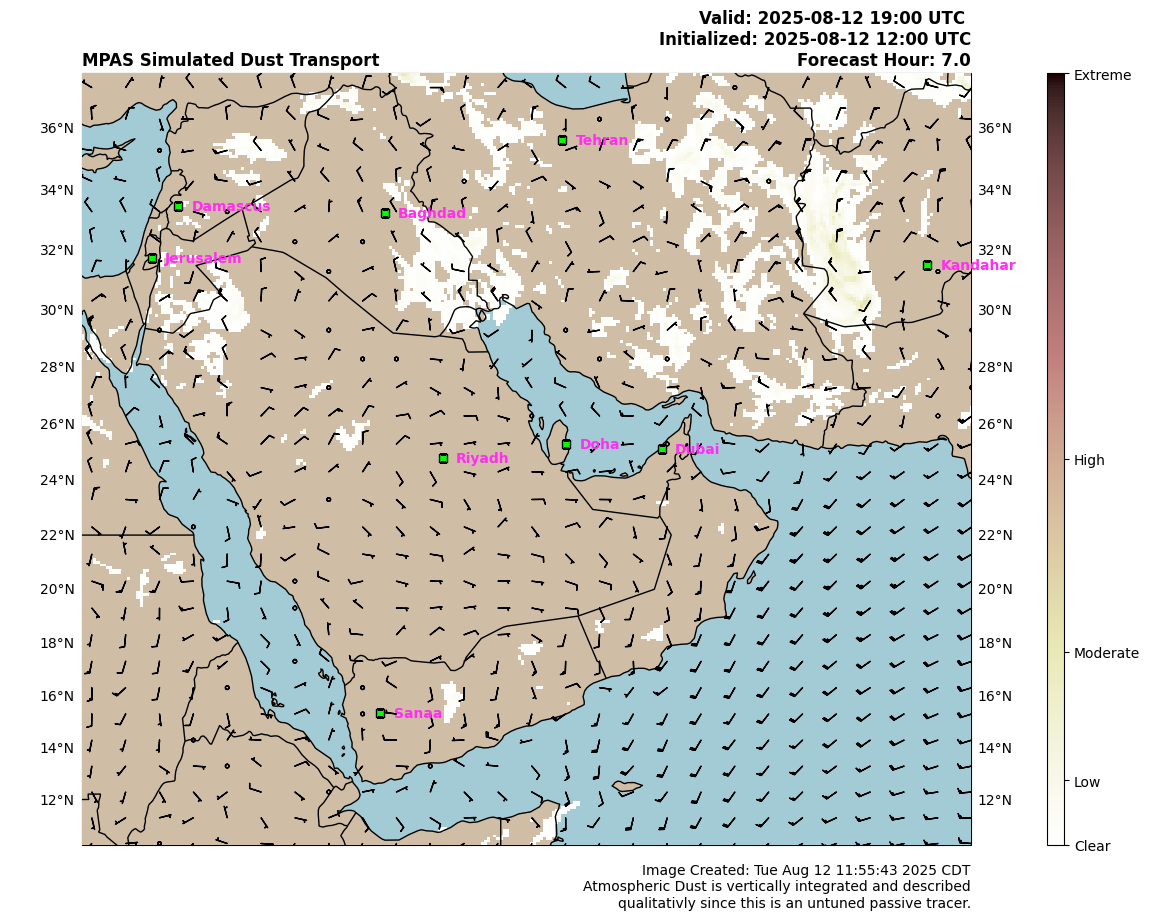 Valid: 2025-08-12 19:00 UTC
Initialized: 2025-08-12 12:00 UTC
MPAS Simulated Dust Transport Forecast Hour: 7.0
Extreme
36°N Tehran 36°N
34°N Damascus Baghdad 34°N
32°N Jerusalem 32°N Kandahar
30°N 30°N
28°N 28°N
26°N Doha Dubai 26°N High
24°N Riyadh 24°N
22°N 22°N
20°N 20°N
18°N 18°N Moderate
16°N Sanaa 16°N
14°N 14°N
12°N 12°N Low
Clear
Image Created: Tue Aug 12 11:55:43 2025 CDT
Atmospheric Dust is vertically integrated and described
qualitativly since this is an untuned passive tracer.